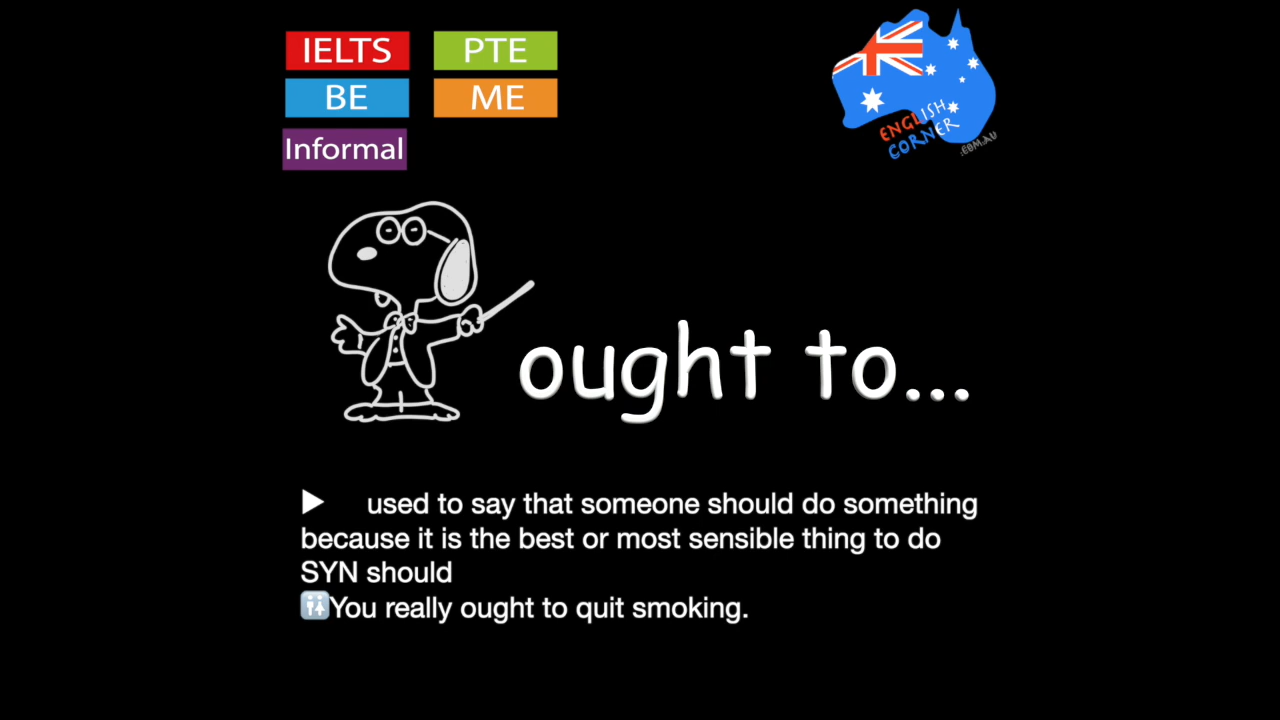 IELTS PTE
BE ME
Informal
ENGLISH
CORNER
.COM.AU
ought to...
used to say that someone should do something
because it is the best or most sensible thing to do
SYN should
You really ought to quit smoking.